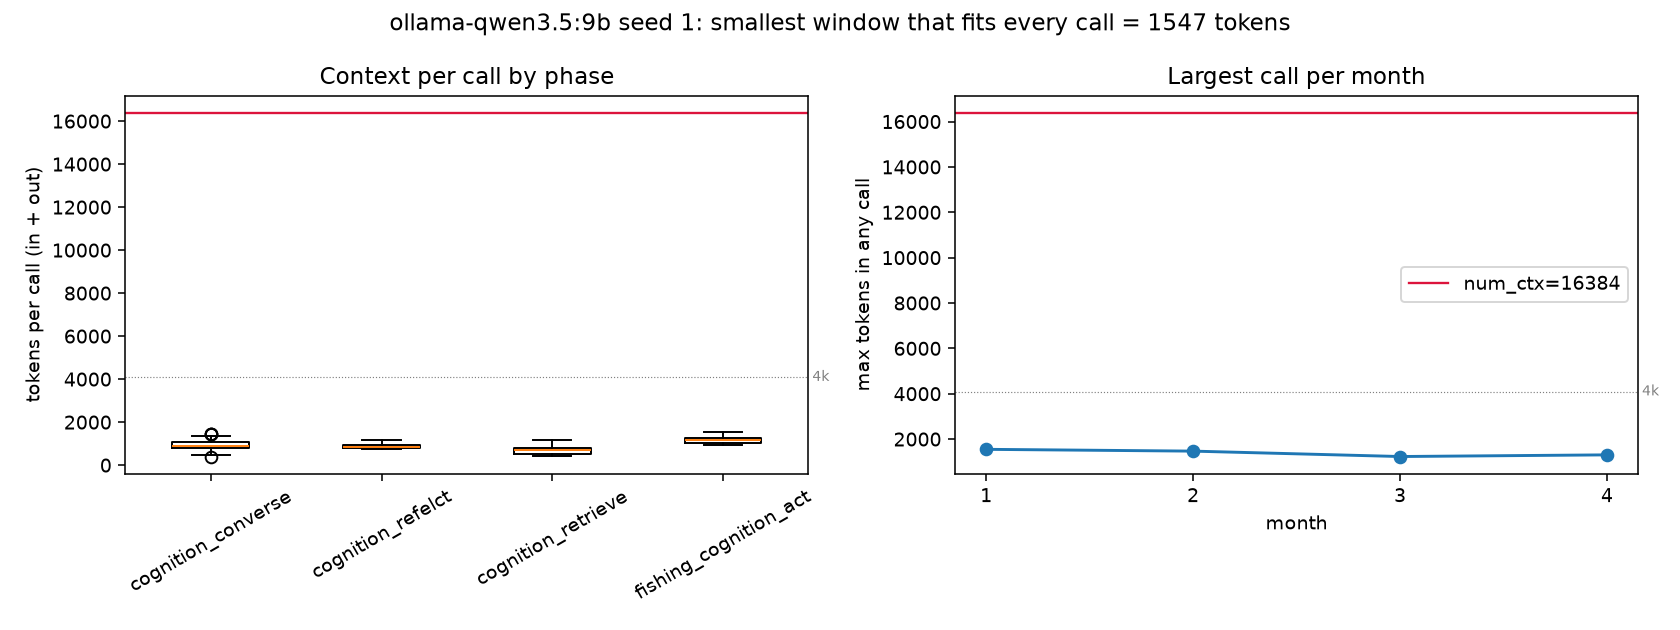 ollama-qwen3.5:9b seed 1: smallest window that fits every call = 1547 tokens
Context per call by phase
tokens per call (in + out)
16000
14000
12000
10000
8000
6000
4000
2000
0
4k
cognition_converse
cognition_refelct
cognition_retrieve
fishing_cognition_act
Largest call per month
max tokens in any call
16000
14000
12000
10000
8000
6000
4000
2000
num_ctx=16384
4k
1
2
3
4
month